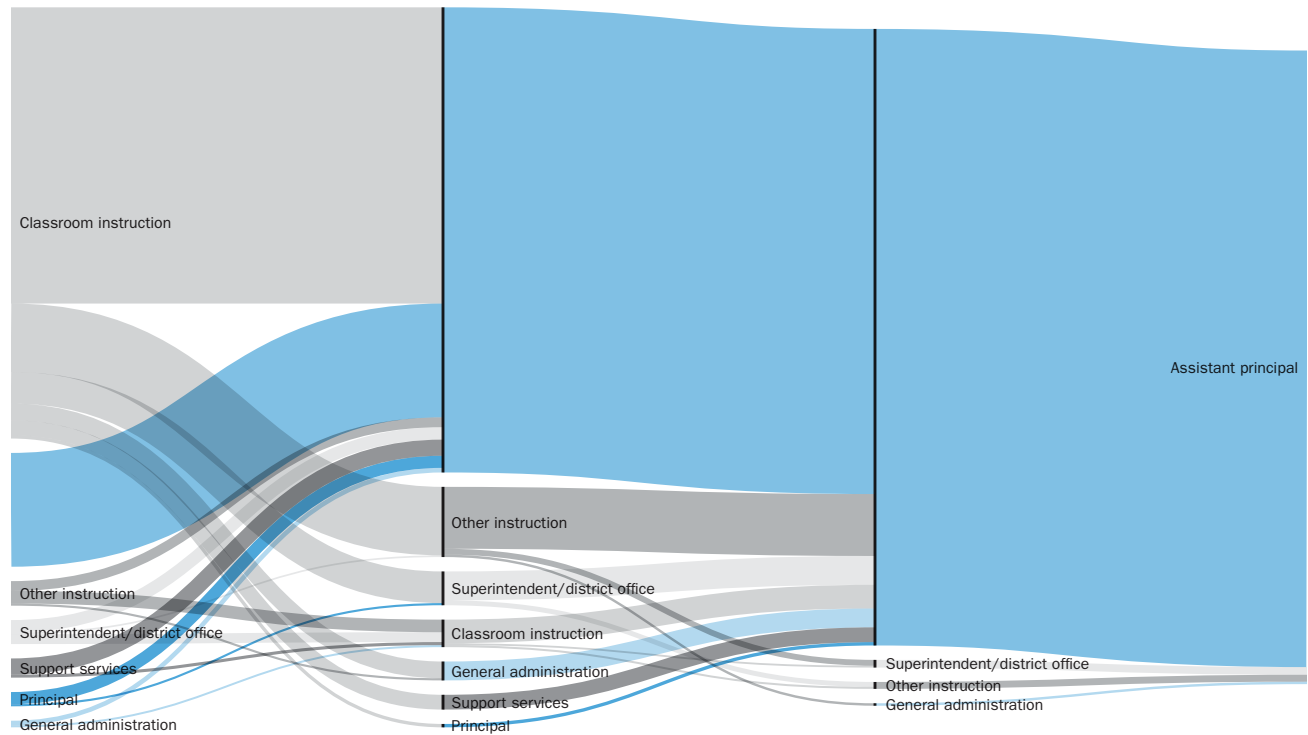 Classroom instruction
Other instruction
Superintendent/district office
Support services
Principal
General administration
Other instruction
Superintendent/district office
Classroom instruction
General administration
Support services
Principal
Superintendent/district office
Other instruction
General administration
Assistant principal